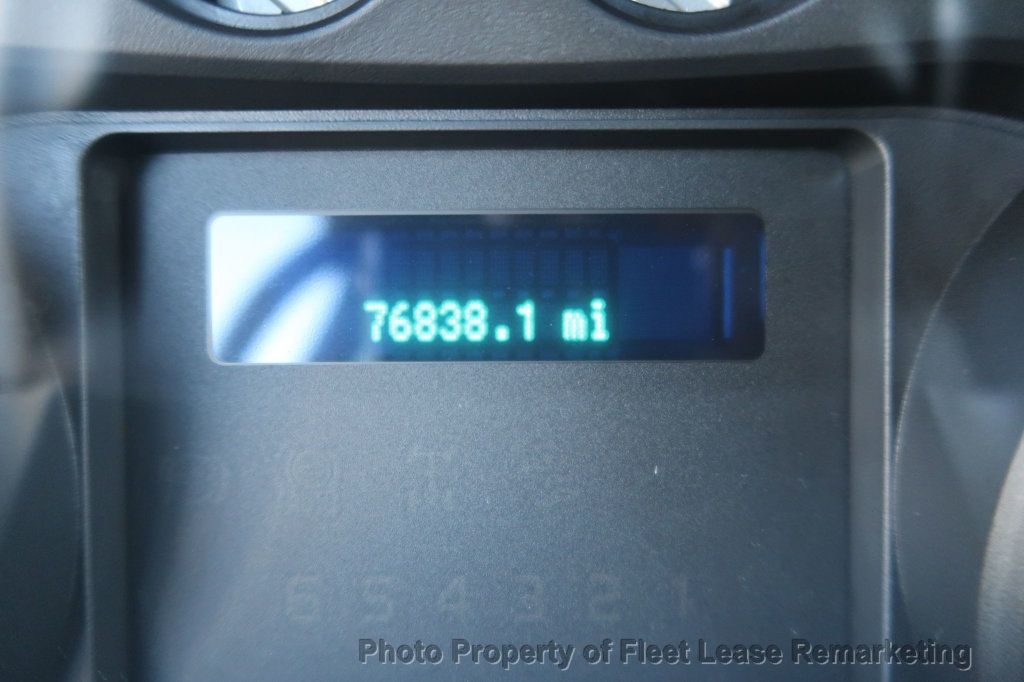 76838.1 mi
6 5 4 3 2 1
Photo Property of Fleet Lease Remarketing